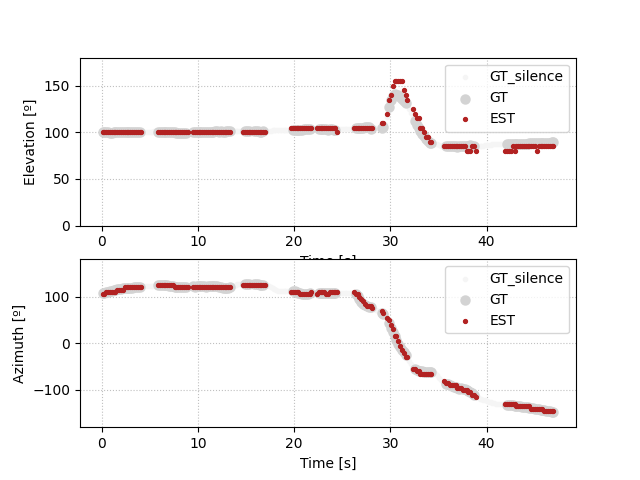 150
100
50
0
Elevation [º]
GT_silence
GT
EST
0 10 20 30 40
Time [s]
100
0
−100
Azimuth [º]
GT_silence
GT
EST
0 10 20 30 40
Time [s]